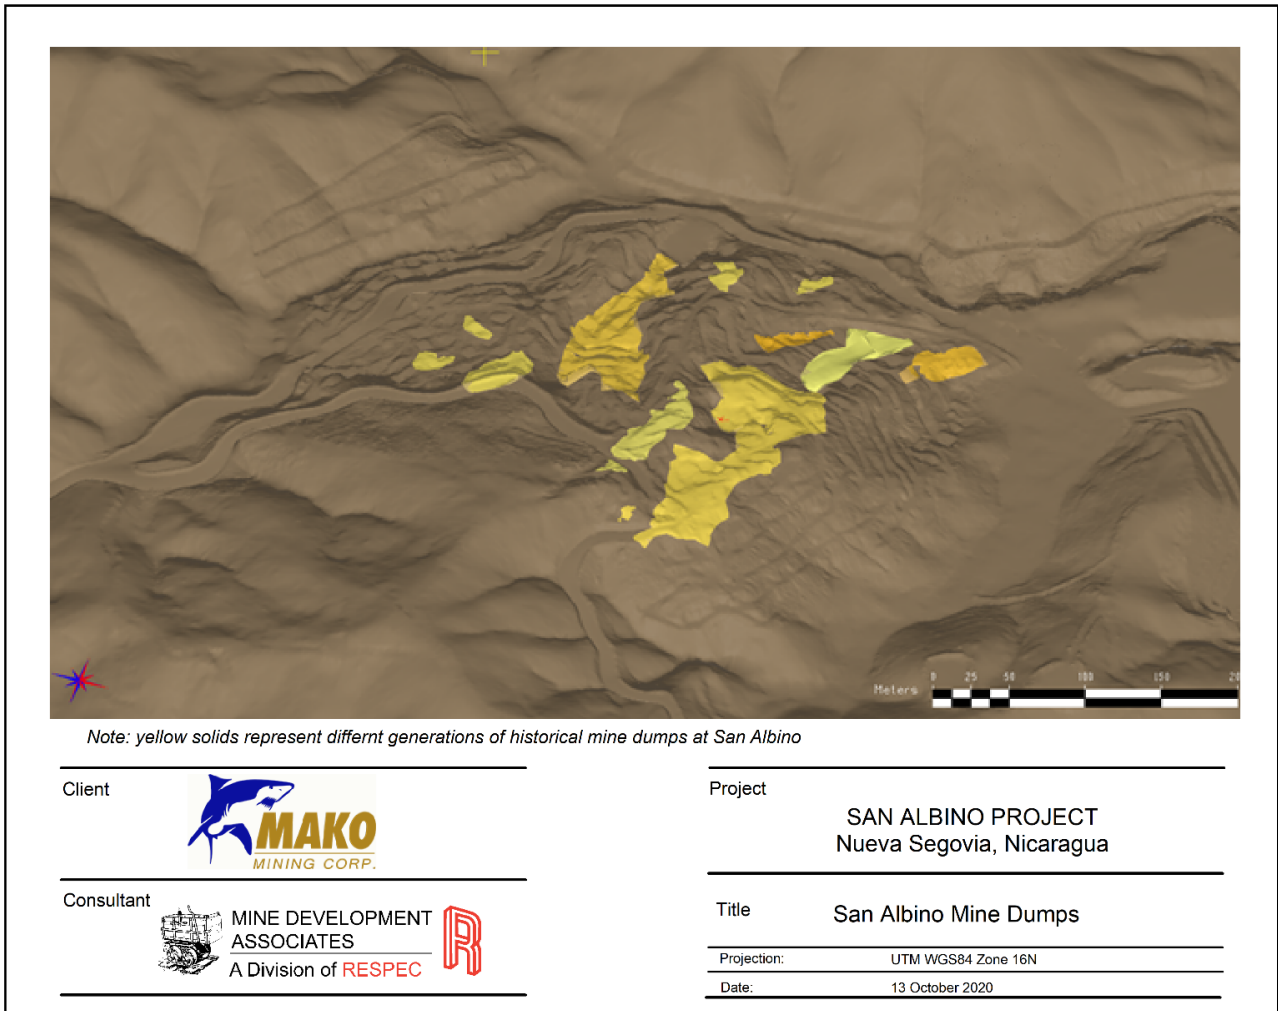 Meters
0 25 50 100 150 20
Note: yellow solids represent differnt generations of historical mine dumps at San Albino
Client
MAKO
MINING CORP.
Consultant
MINE DEVELOPMENT
ASSOCIATES
A Division of RESPEC
R
Project
SAN ALBINO PROJECT
Nueva Segovia, Nicaragua
Title
San Albino Mine Dumps
Projection:
UTM WGS84 Zone 16N
Date:
13 October 2020